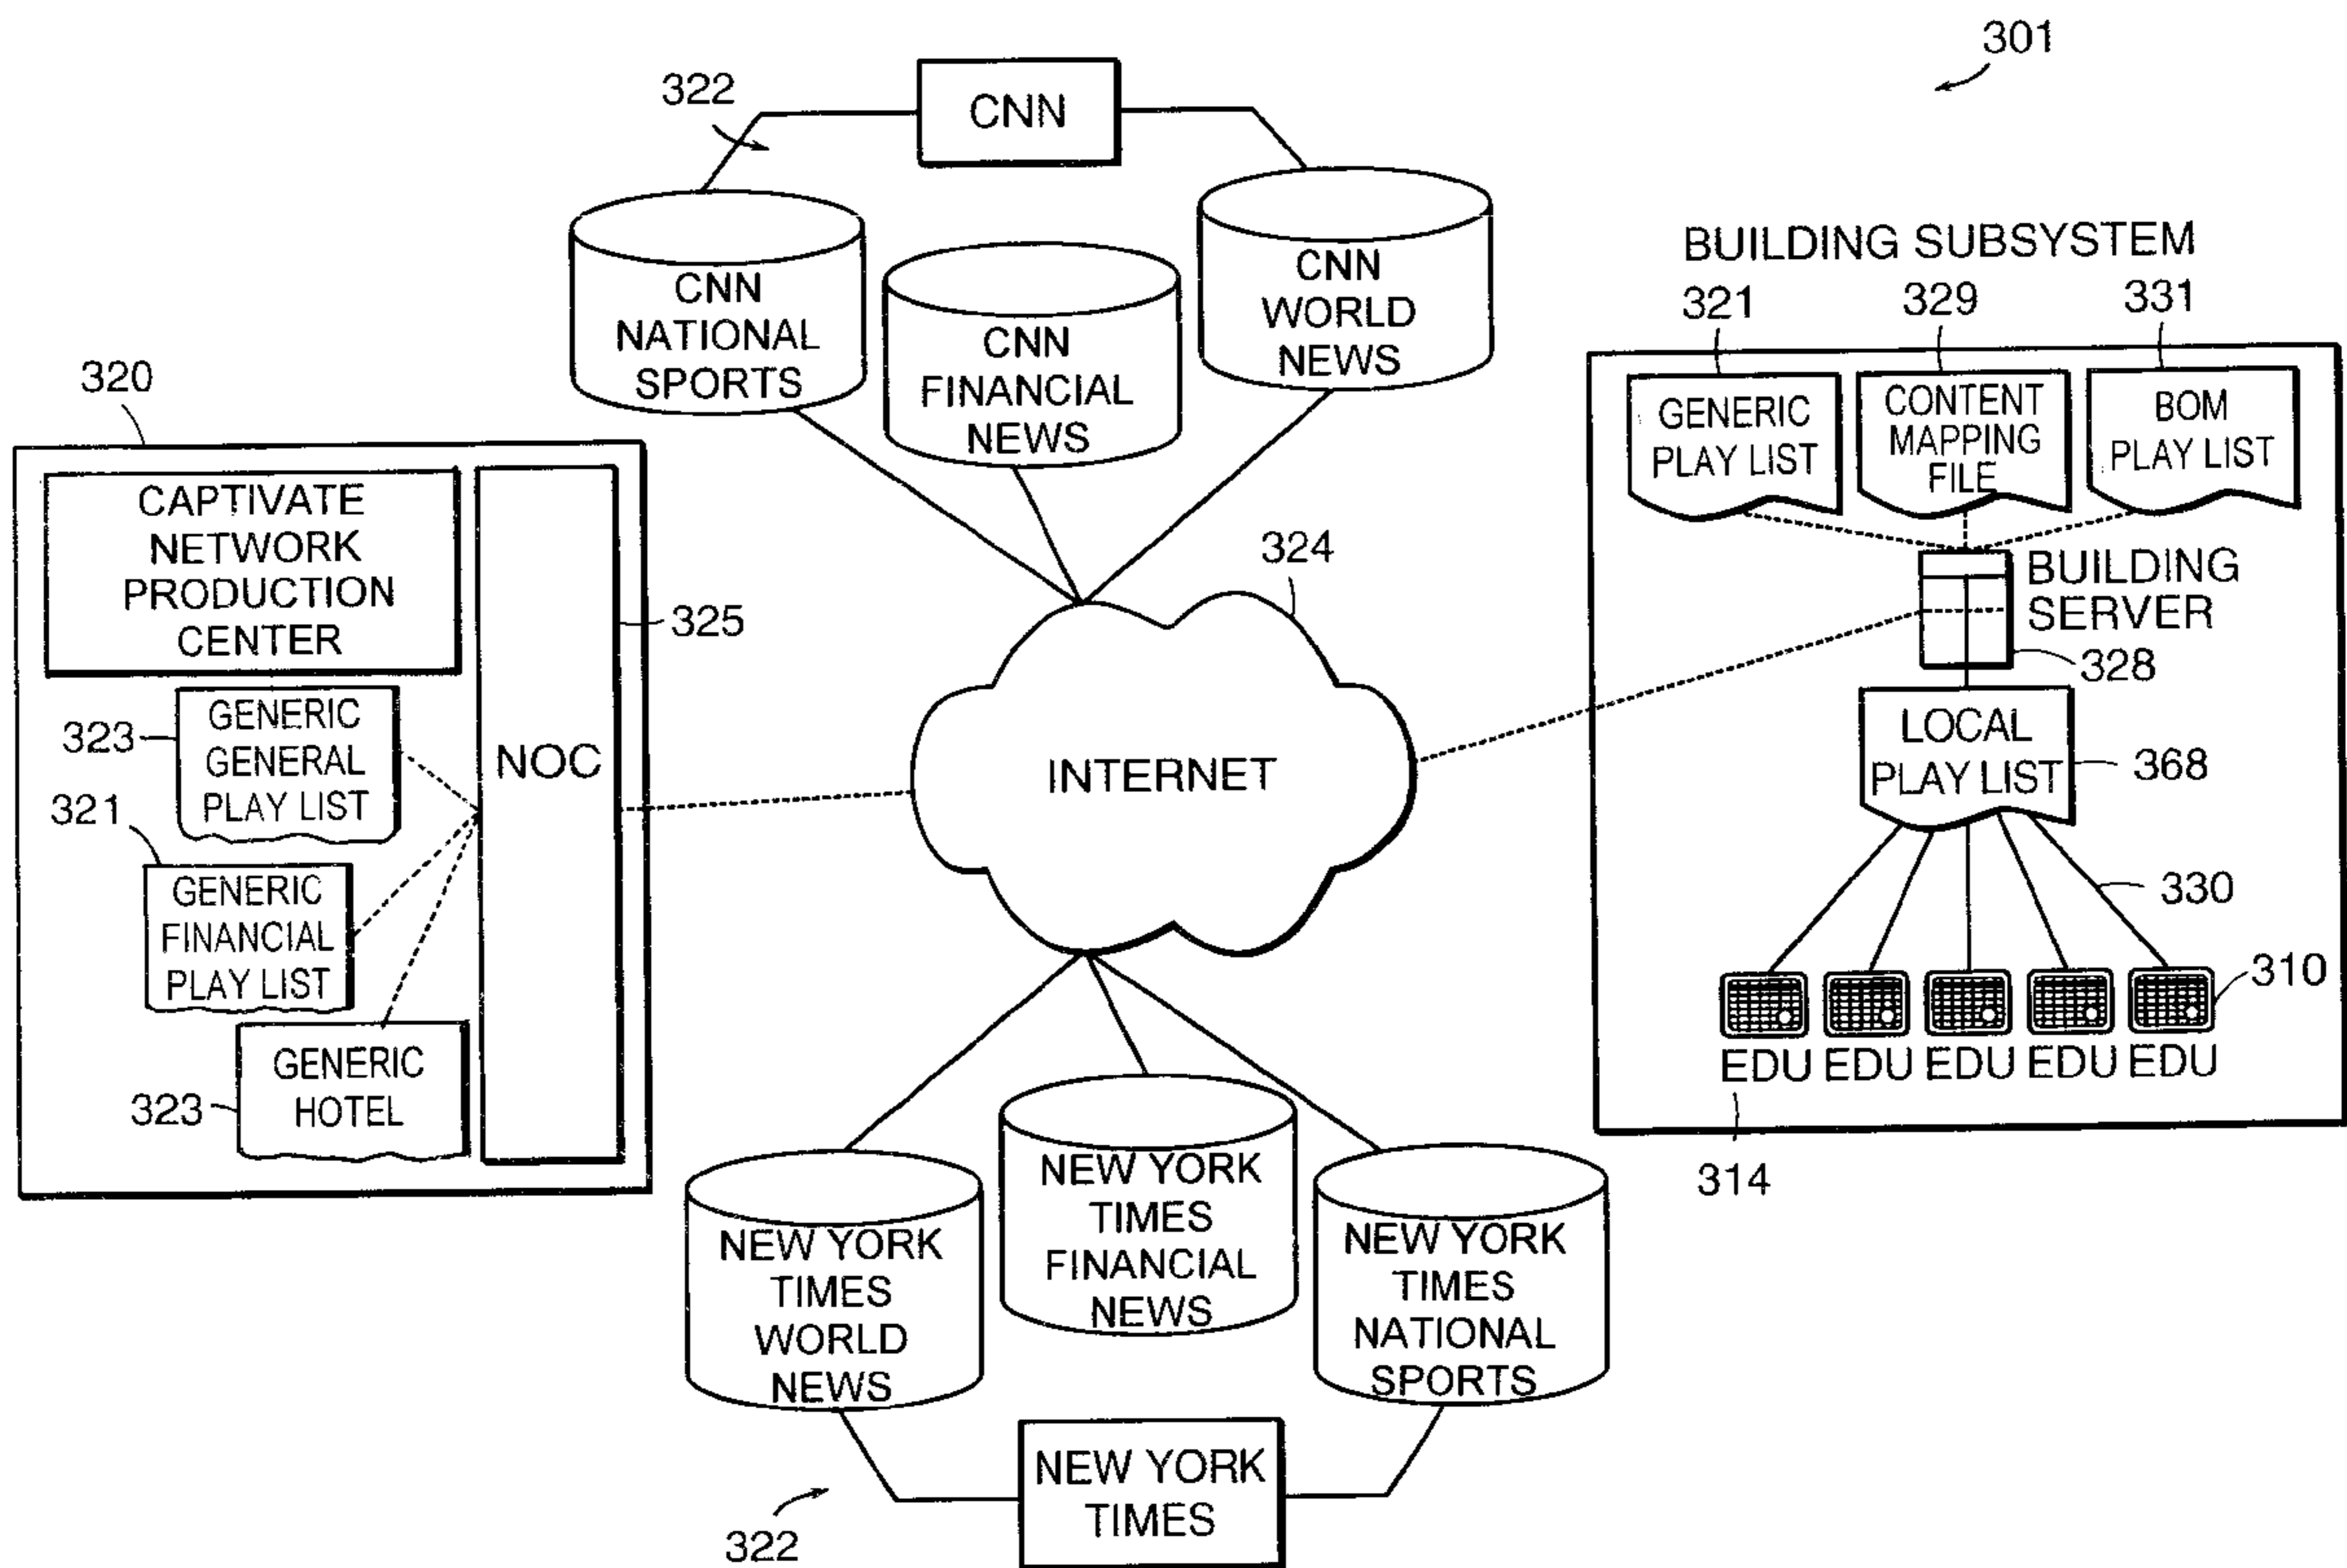 301
322
CNN
CNN
NATIONAL
SPORTS
CNN
FINANCIAL
NEWS
CNN
WORLD
NEWS
320
CAPTIVATE
NETWORK
PRODUCTION
CENTER
325
NOC
323
GENERIC
GENERAL
PLAY LIST
321
GENERIC
FINANCIAL
PLAY LIST
323
GENERIC
HOTEL
324
INTERNET
BUILDING SUBSYSTEM
321
329
331
GENERIC
PLAY LIST
CONTENT
MAPPING
FILE
BOM
PLAY LIST
BUILDING
SERVER
328
LOCAL
PLAY LIST
368
330
310
EDU EDU EDU EDU EDU
314
NEW YORK
TIMES
WORLD
NEWS
NEW YORK
TIMES
FINANCIAL
NEWS
NEW YORK
TIMES
NATIONAL
SPORTS
NEW YORK
TIMES
322